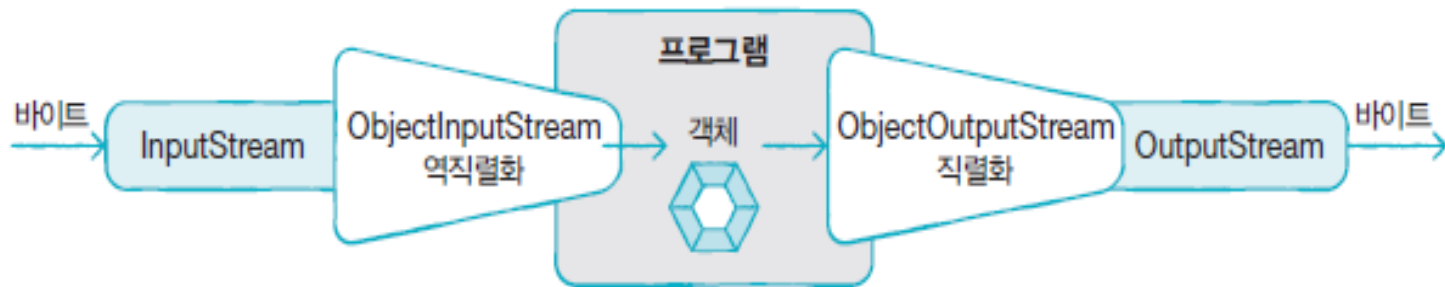 프로그램
바이트
InputStream
ObjectInputStream
역직렬화
객체
ObjectOutputStream
직렬화
OutputStream
바이트